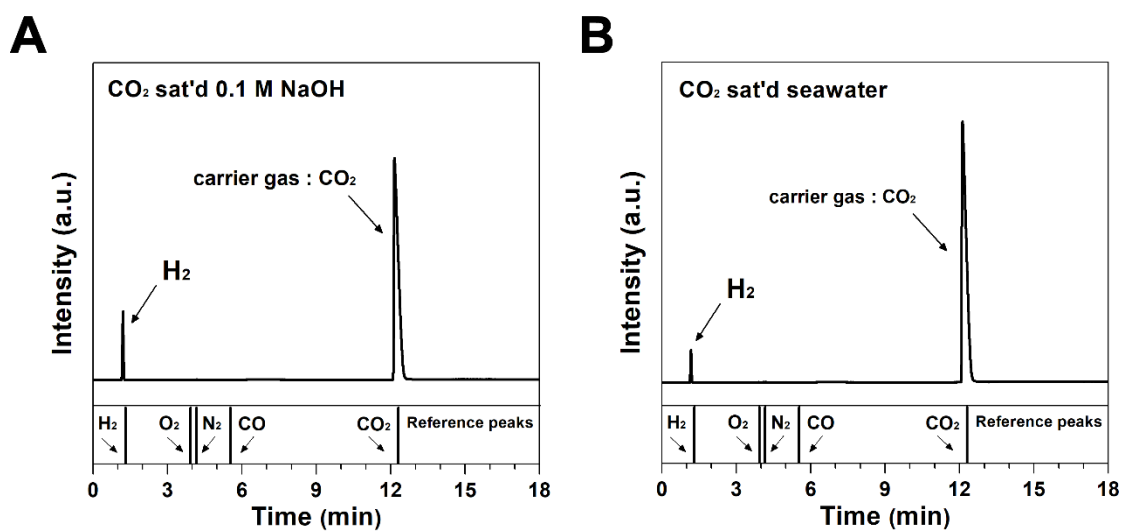 A
CO₂ sat'd 0.1 M NaOH
carrier gas : CO₂
H₂
Intensity (a.u.)
H₂ O₂ N₂ CO CO₂ Reference peaks
0 3 6 9 12 15 18
Time (min)
B
CO₂ sat'd seawater
carrier gas : CO₂
H₂
Intensity (a.u.)
H₂ O₂ N₂ CO CO₂ Reference peaks
0 3 6 9 12 15 18
Time (min)